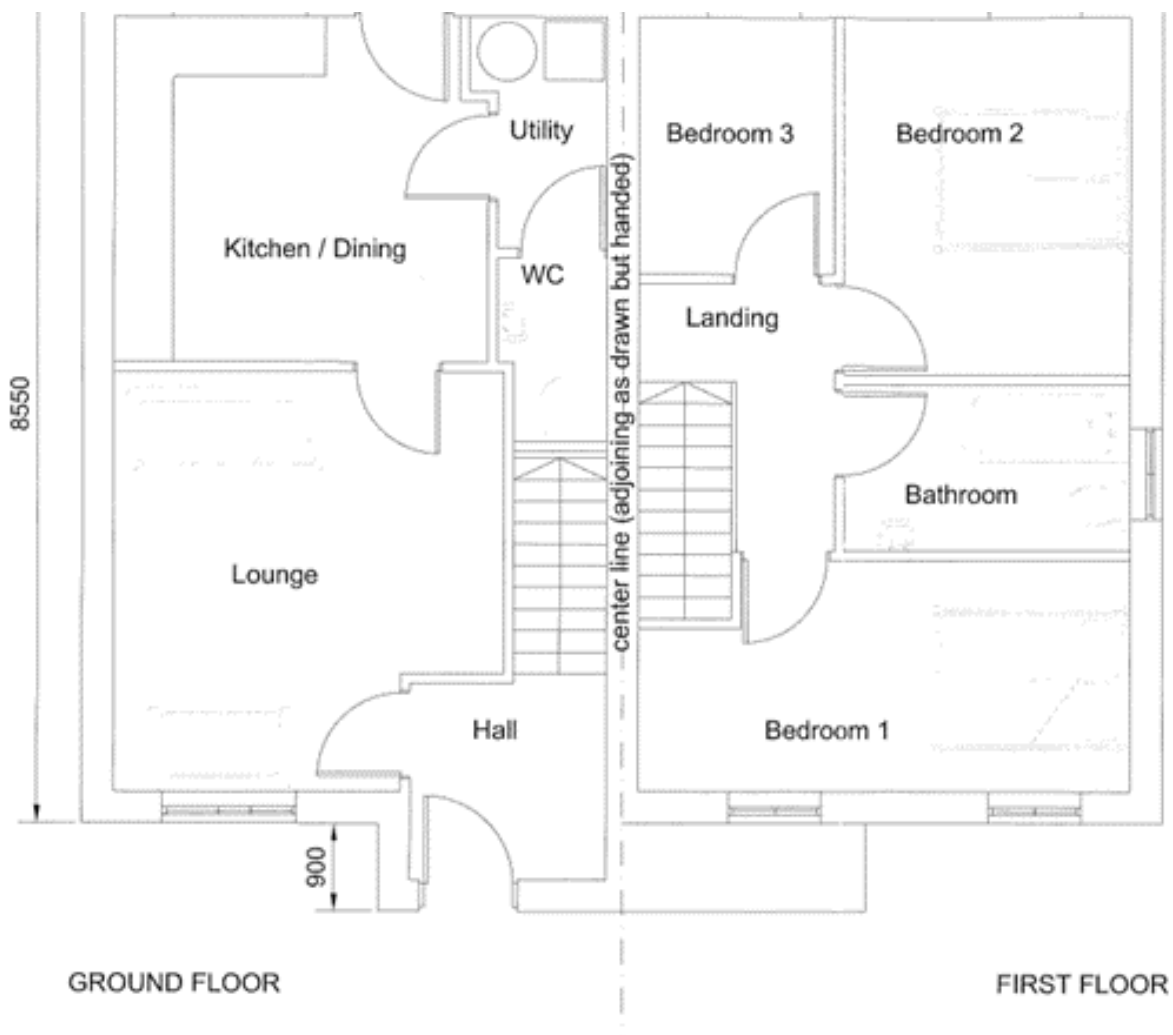 Utility
Bedroom 3
Bedroom 2
Kitchen / Dining
WC
Landing
8550
center line (adjoining as drawn but handed)
Bathroom
Lounge
Hall
Bedroom 1
900
GROUND FLOOR
FIRST FLOOR